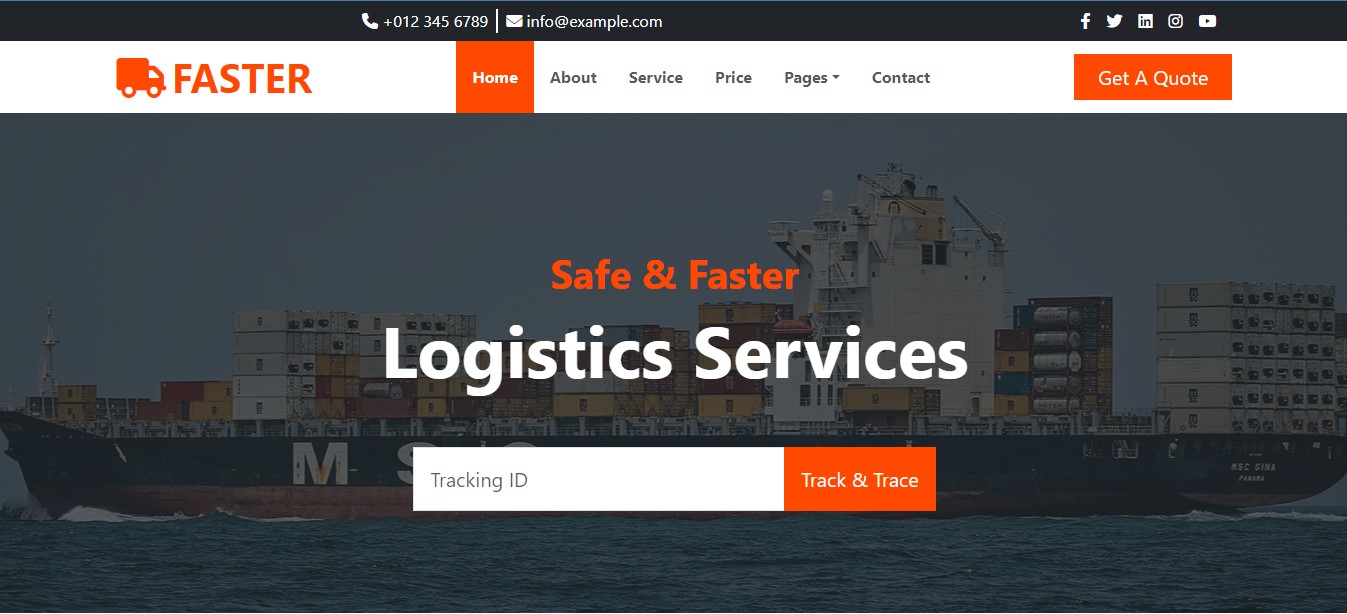 +012 345 6789 info@example.com
FASTER
Home About Service Price Pages Contact
Get A Quote
Safe & Faster
Logistics Services
M S C
Tracking ID Track & Trace
MSC GINA
PANAMA